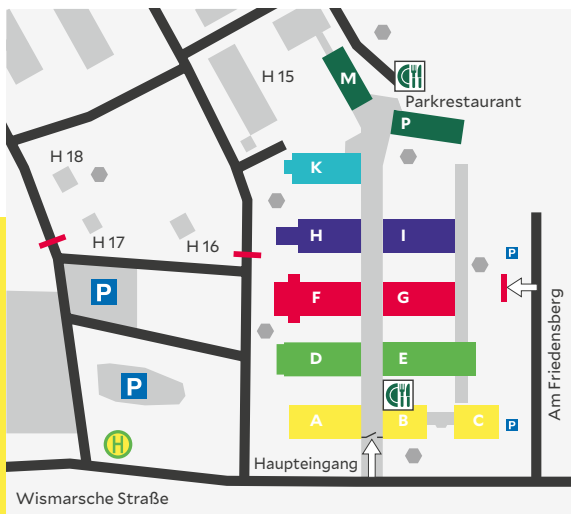 M
H 15
Parkrestaurant
P
H 18
K
H 17
H 16
H
I
P
P
F
G
Am Friedensberg
D
E
P
A
B
C
P
H
Haupteingang
Wismarsche Straße